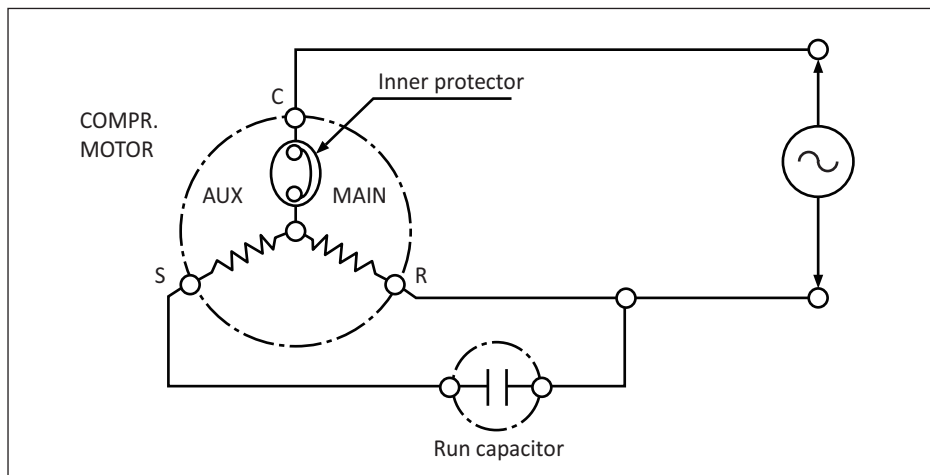 Inner protector
C
COMPR.
MOTOR
AUX
MAIN
S
R
Run capacitor